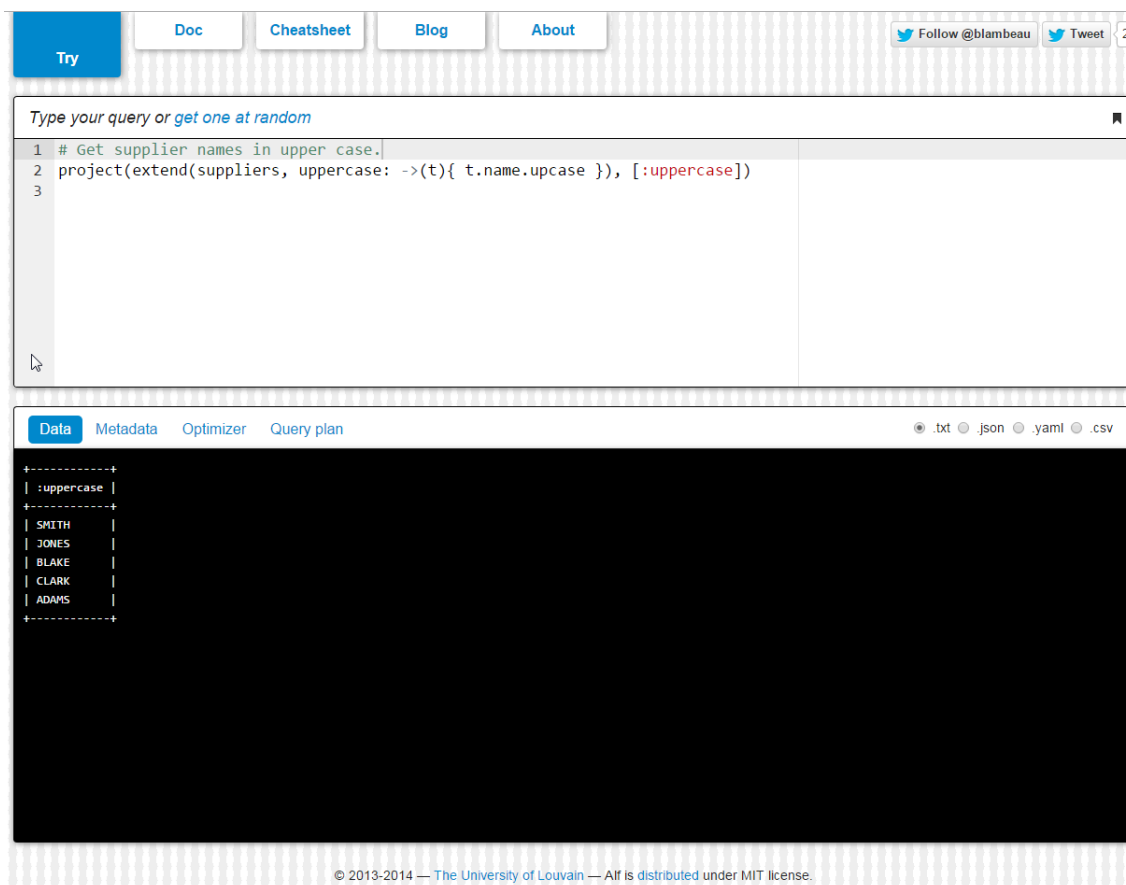 Try Doc Cheatsheet Blog About Follow @blambeau Tweet 2
Type your query or get one at random
1 # Get supplier names in upper case.
2 project(extend(suppliers, uppercase: ->(t){ t.name.upcase }), [:uppercase])
3
Data Metadata Optimizer Query plan .txt .json .yaml .csv
+------------+
| :uppercase |
+------------+
| SMITH      |
| JONES      |
| BLAKE      |
| CLARK      |
| ADAMS      |
+------------+
© 2013-2014 — The University of Louvain — Alf is distributed under MIT license.